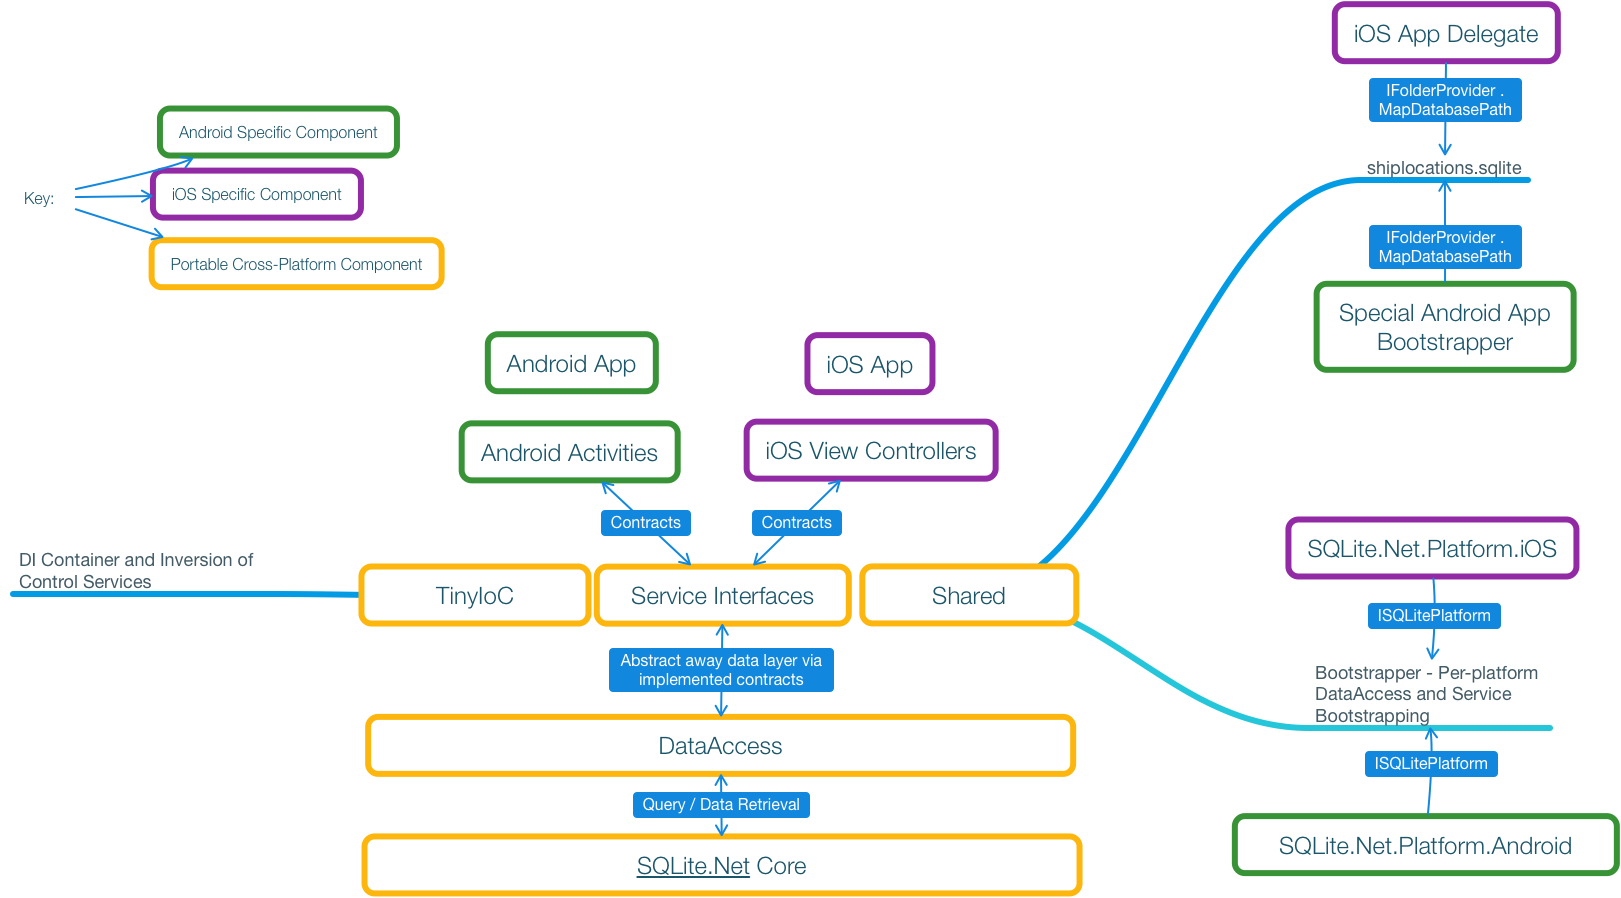 iOS App Delegate
IFolderProvider .
MapDatabasePath
shiplocations.sqlite
IFolderProvider .
MapDatabasePath
Special Android App
Bootstrapper
Key:
Android Specific Component
iOS Specific Component
Portable Cross-Platform Component
Android App
iOS App
Android Activities
iOS View Controllers
Contracts
Contracts
DI Container and Inversion of
Control Services
TinyIoC
Service Interfaces
Shared
Abstract away data layer via
implemented contracts
DataAccess
Query / Data Retrieval
SQLite.Net Core
SQLite.Net.Platform.iOS
ISQLitePlatform
Bootstrapper - Per-platform
DataAccess and Service
Bootstrapping
ISQLitePlatform
SQLite.Net.Platform.Android